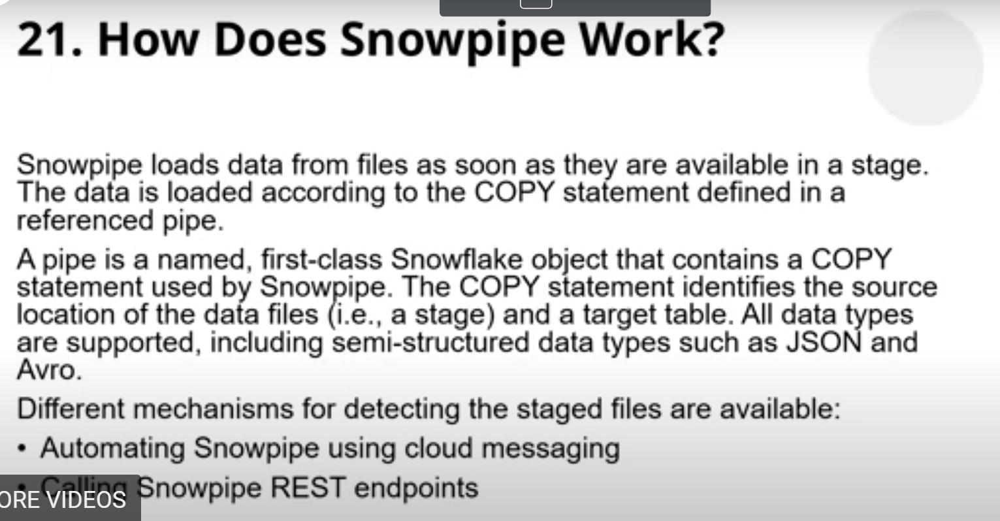 21. How Does Snowpipe Work?
Snowpipe loads data from files as soon as they are available in a stage.
The data is loaded according to the COPY statement defined in a
referenced pipe.
A pipe is a named, first-class Snowflake object that contains a COPY
statement used by Snowpipe. The COPY statement identifies the source
location of the data files (i.e., a stage) and a target table. All data types
are supported, including semi-structured data types such as JSON and
Avro.
Different mechanisms for detecting the staged files are available:
• Automating Snowpipe using cloud messaging
• Calling Snowpipe REST endpoints
ORE VIDEOS